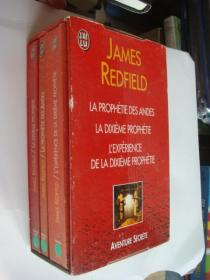 J'AI LU
JAMES
REDFIELD
LA PROPHÉTIE DES ANDES
LA DIXIÈME PROPHÉTIE
L'EXPÉRIENCE
DE LA DIXIÈME PROPHÉTIE
AVENTURE SECRÈTE